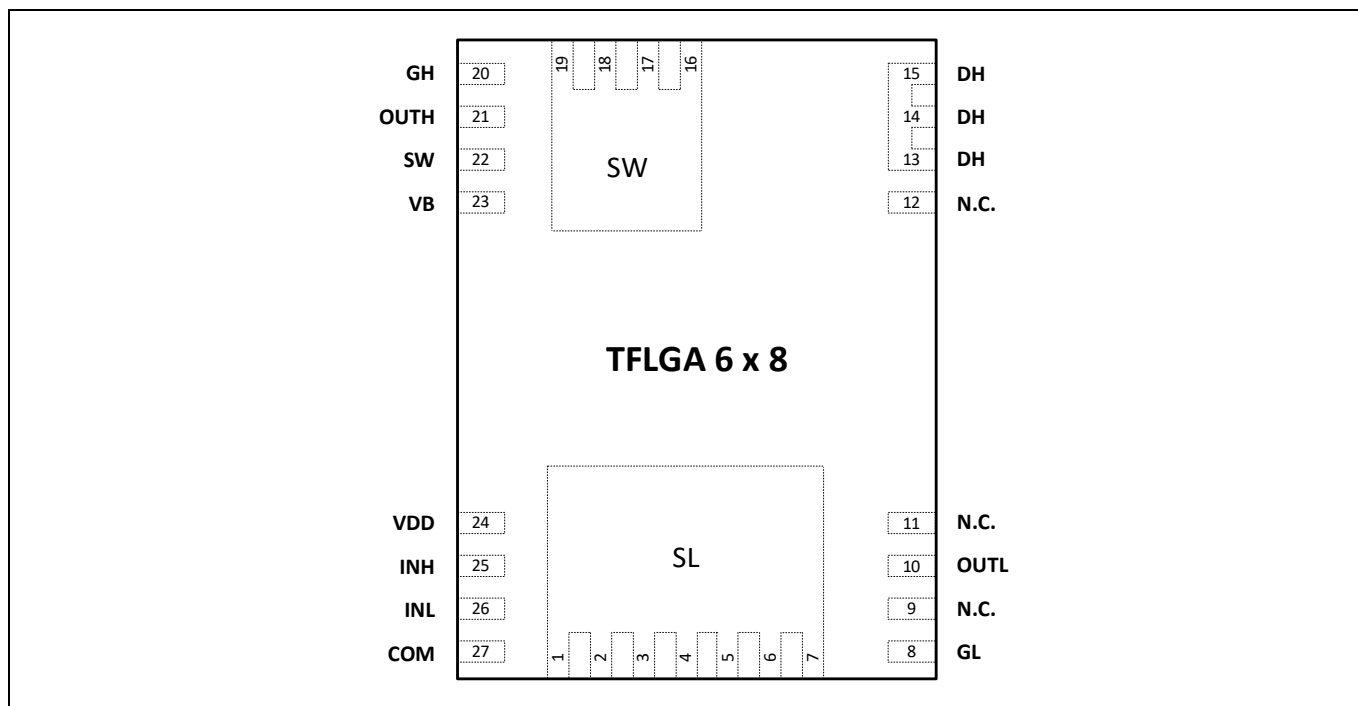 19 18 17 16
GH 20 15 DH
OUTH 21 14 DH
SW 22 13 DH
SW
VB 23 12 N.C.
TFLGA 6 x 8
VDD 24 11 N.C.
INH 25 10 OUTL
SL
INL 26 9 N.C.
COM 27 8 GL
1 2 3 4 5 6 7